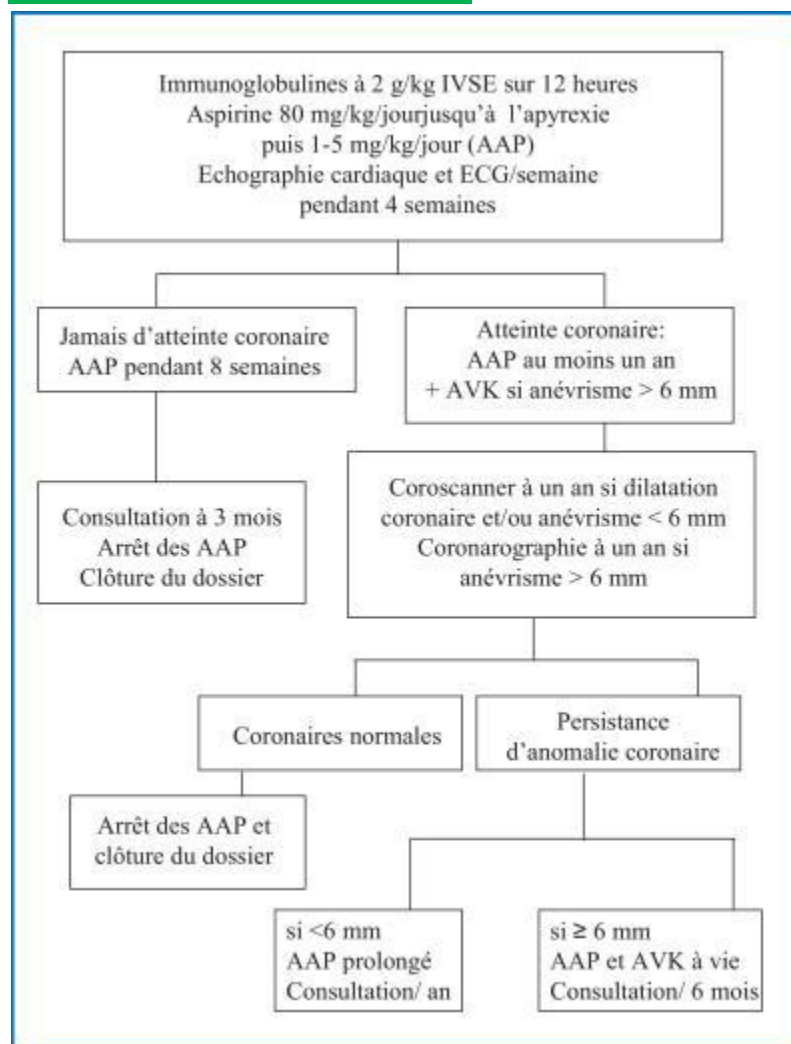 Immunoglobulines à 2 g/kg IVSE sur 12 heures
Aspirine 80 mg/kg/jourjusqu'à l'apyrexie
puis 1-5 mg/kg/jour (AAP)
Echographie cardiaque et ECG/semaine
pendant 4 semaines
Jamais d'atteinte coronaire
AAP pendant 8 semaines
Atteinte coronaire:
AAP au moins un an
+ AVK si anévrisme > 6 mm
Consultation à 3 mois
Arrêt des AAP
Clôture du dossier
Coroscanner à un an si dilatation
coronaire et/ou anévrisme < 6 mm
Coronarographie à un an si
anévrisme > 6 mm
Coronaires normales
Persistance
d'anomalie coronaire
Arrêt des AAP et
clôture du dossier
si <6 mm
AAP prolongé
Consultation/ an
si ≥ 6 mm
AAP et AVK à vie
Consultation/ 6 mois